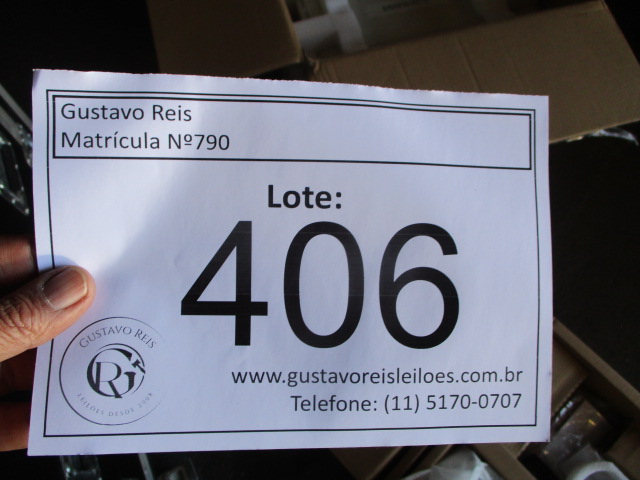 Gustavo Reis
Matrícula Nº790
Lote:
406
GUSTAVO REIS
GR
LEILÕES DESDE 2008
www.gustavoreisleiloes.com.br
Telefone: (11) 5170-0707